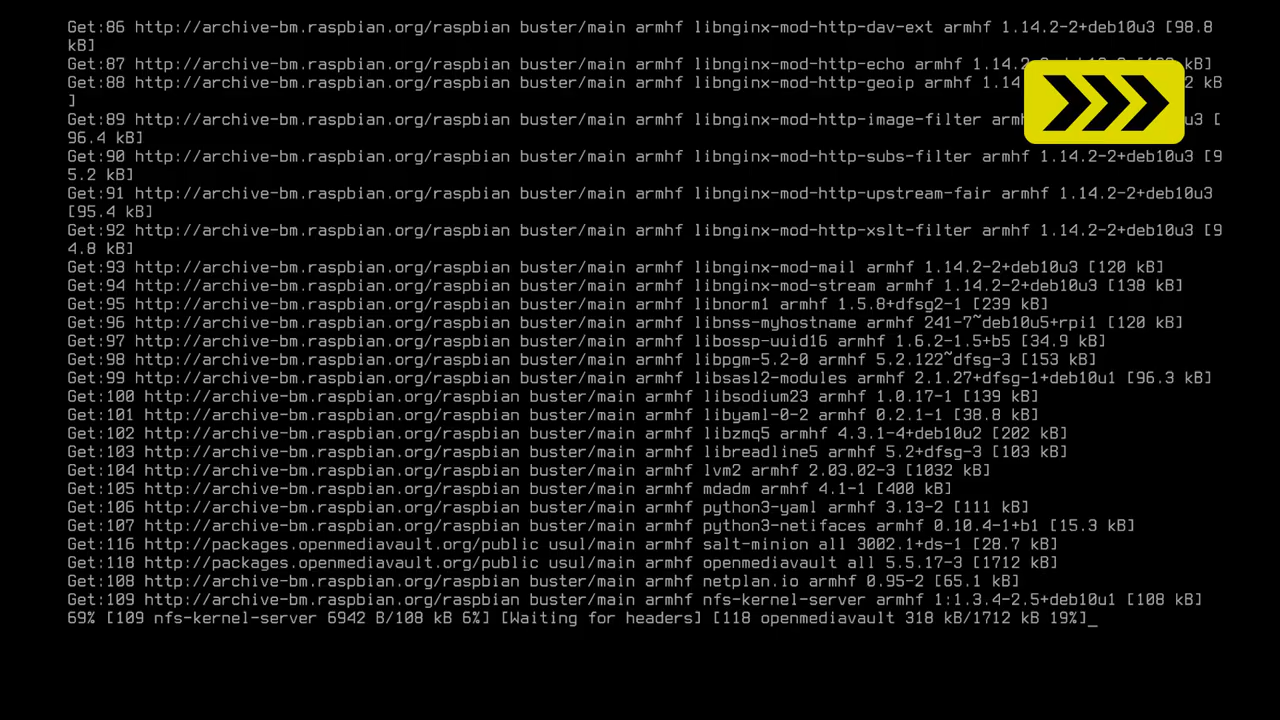 Get:86 http://archive-bm.raspbian.org/raspbian buster/main armhf libnginx-mod-http-dav-ext armhf 1.14.2-2+deb10u3 [98.8
kB]
Get:87 http://archive-bm.raspbian.org/raspbian buster/main armhf libnginx-mod-http-echo armhf 1.14.2-2+deb10u3 kB]
Get:88 http://archive-bm.raspbian.org/raspbian buster/main armhf libnginx-mod-http-geoip armhf 1.14 2 kB
]
Get:89 http://archive-bm.raspbian.org/raspbian buster/main armhf libnginx-mod-http-image-filter armh u3 [
96.4 kB]
Get:90 http://archive-bm.raspbian.org/raspbian buster/main armhf libnginx-mod-http-subs-filter armhf 1.14.2-2+deb10u3 [9
5.2 kB]
Get:91 http://archive-bm.raspbian.org/raspbian buster/main armhf libnginx-mod-http-upstream-fair armhf 1.14.2-2+deb10u3
[95.4 kB]
Get:92 http://archive-bm.raspbian.org/raspbian buster/main armhf libnginx-mod-http-xslt-filter armhf 1.14.2-2+deb10u3 [9
4.8 kB]
Get:93 http://archive-bm.raspbian.org/raspbian buster/main armhf libnginx-mod-mail armhf 1.14.2-2+deb10u3 [120 kB]
Get:94 http://archive-bm.raspbian.org/raspbian buster/main armhf libnginx-mod-stream armhf 1.14.2-2+deb10u3 [138 kB]
Get:95 http://archive-bm.raspbian.org/raspbian buster/main armhf libnorm1 armhf 1.5.8+dfsg2-1 [239 kB]
Get:96 http://archive-bm.raspbian.org/raspbian buster/main armhf libnss-myhostname armhf 241-7~deb10u5+rpi1 [120 kB]
Get:97 http://archive-bm.raspbian.org/raspbian buster/main armhf libossp-uuid16 armhf 1.6.2-1.5+b5 [34.9 kB]
Get:98 http://archive-bm.raspbian.org/raspbian buster/main armhf libpgm-5.2-0 armhf 5.2.122~dfsg-3 [153 kB]
Get:99 http://archive-bm.raspbian.org/raspbian buster/main armhf libsasl2-modules armhf 2.1.27+dfsg-1+deb10u1 [96.3 kB]
Get:100 http://archive-bm.raspbian.org/raspbian buster/main armhf libsodium23 armhf 1.0.17-1 [139 kB]
Get:101 http://archive-bm.raspbian.org/raspbian buster/main armhf libyaml-0-2 armhf 0.2.1-1 [38.8 kB]
Get:102 http://archive-bm.raspbian.org/raspbian buster/main armhf libzmq5 armhf 4.3.1-4+deb10u2 [202 kB]
Get:103 http://archive-bm.raspbian.org/raspbian buster/main armhf libreadline5 armhf 5.2+dfsg-3 [103 kB]
Get:104 http://archive-bm.raspbian.org/raspbian buster/main armhf lvm2 armhf 2.03.02-3 [1032 kB]
Get:105 http://archive-bm.raspbian.org/raspbian buster/main armhf mdadm armhf 4.1-1 [400 kB]
Get:106 http://archive-bm.raspbian.org/raspbian buster/main armhf python3-yaml armhf 3.13-2 [111 kB]
Get:107 http://archive-bm.raspbian.org/raspbian buster/main armhf python3-netifaces armhf 0.10.4-1+b1 [15.3 kB]
Get:116 http://packages.openmediavault.org/public usul/main armhf salt-minion all 3002.1+ds-1 [28.7 kB]
Get:118 http://packages.openmediavault.org/public usul/main armhf openmediavault all 5.5.17-3 [1712 kB]
Get:108 http://archive-bm.raspbian.org/raspbian buster/main armhf netplan.io armhf 0.95-2 [65.1 kB]
Get:109 http://archive-bm.raspbian.org/raspbian buster/main armhf nfs-kernel-server armhf 1:1.3.4-2.5+deb10u1 [108 kB]
69% [109 nfs-kernel-server 6942 B/108 kB 6%] [Waiting for headers] [118 openmediavault 318 kB/1712 kB 19%]_